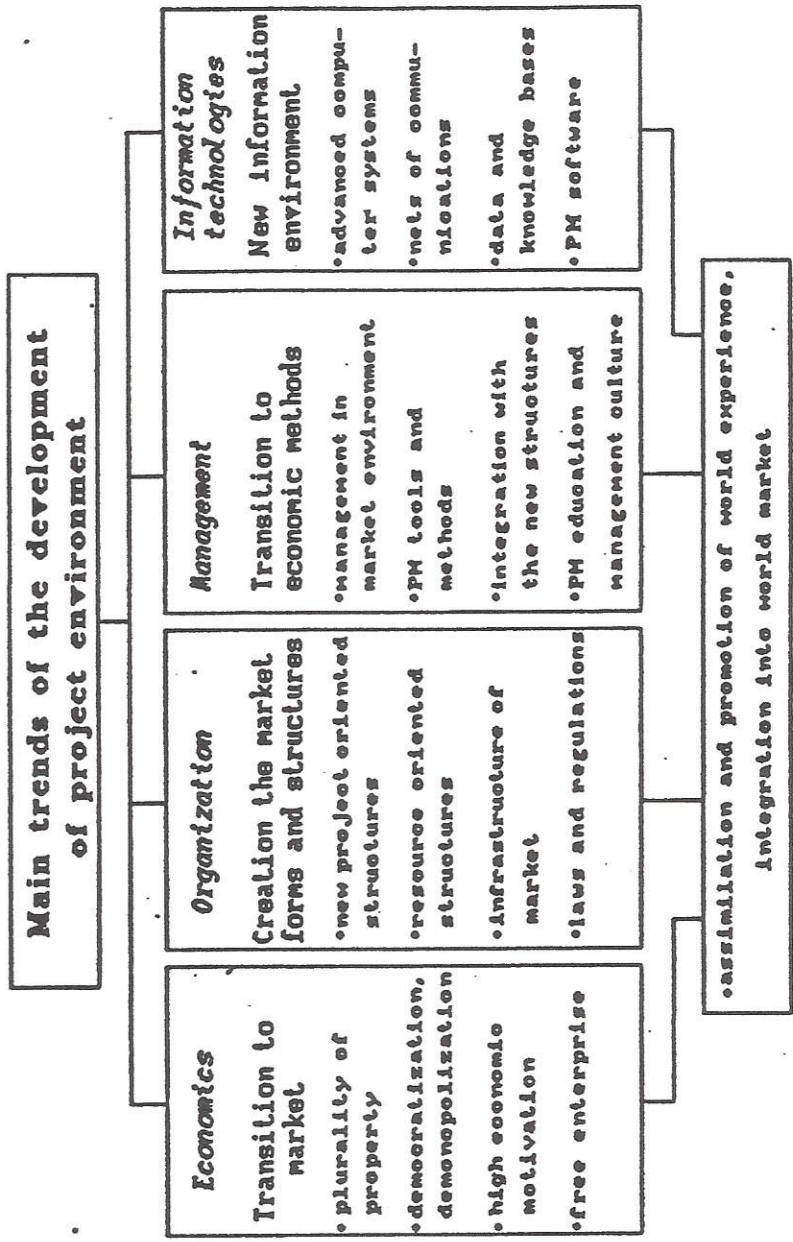 Main trends of the development
of project environment
Economics
Transition to
market
•plurality of
property
•democratization,
demonopolization
•high economic
motivation
•free enterprise
Organization
Creation the market
forms and structures
•new project oriented
structures
•resource oriented
structures
•infrastructure of
market
•laws and regulations
Management
Transition to
economic methods
•management in
market environment
•PM tools and
methods
•integration with
the new structures
•PM education and
management culture
Information
technologies
New information
environment
•advanced compu-
ter systems
•nets of commu-
nications
•data and
knowledge bases
•PM software
•assimilation and promotion of world experience,
integration into world market